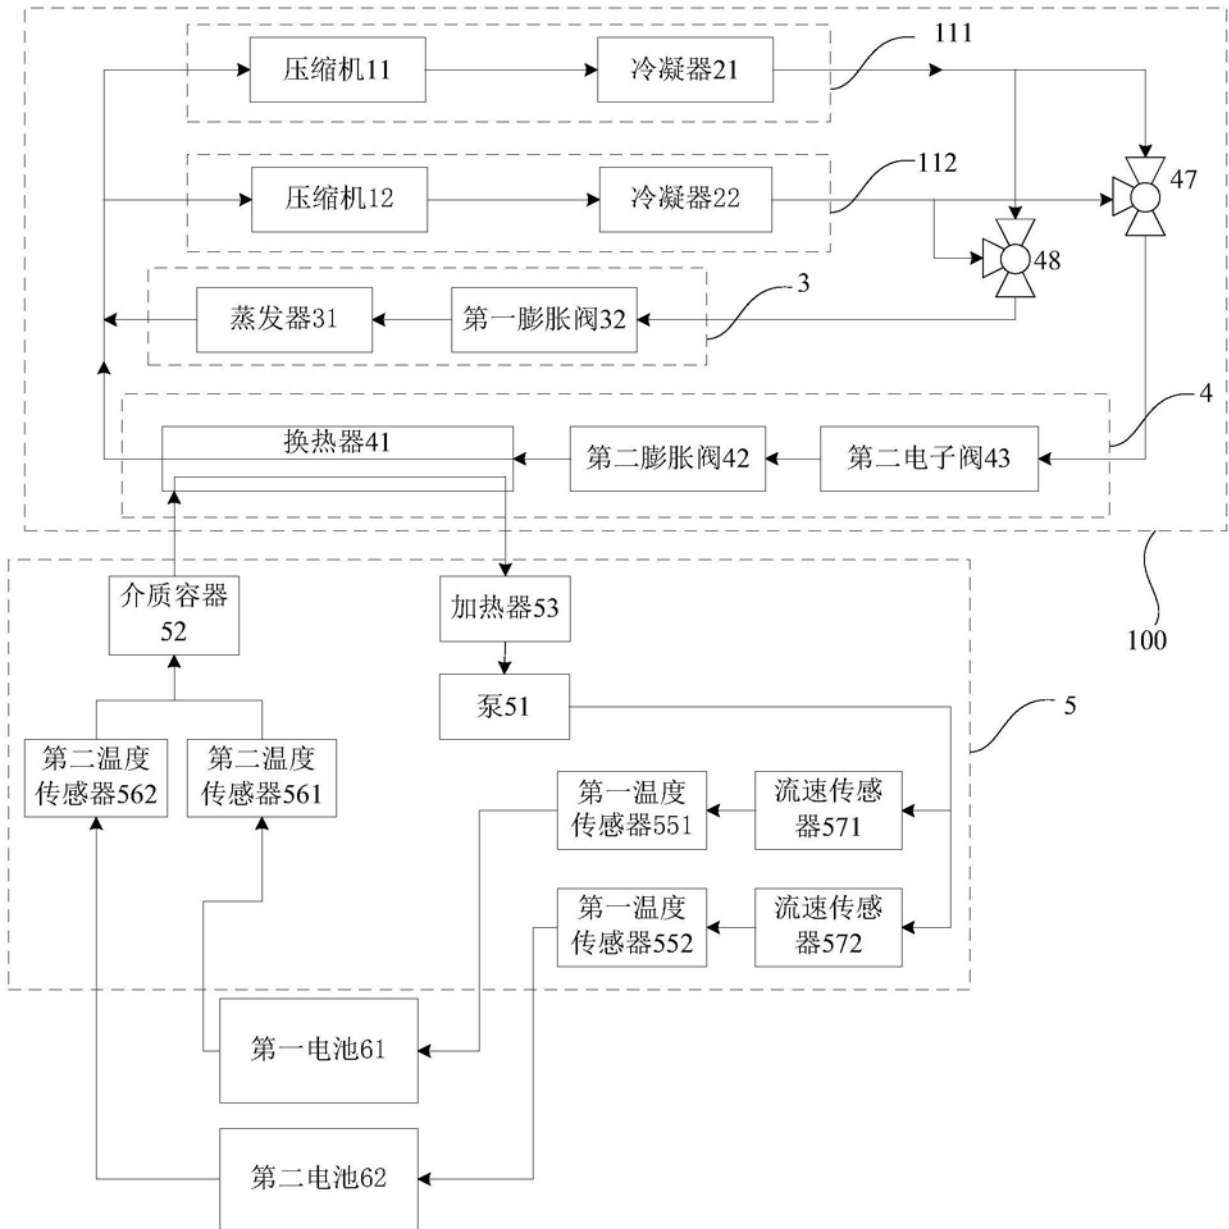 压缩机11
冷凝器21
111
压缩机12
冷凝器22
112
47
48
蒸发器31
第一膨胀阀32
3
换热器41
第二膨胀阀42
第二电子阀43
4
100
介质容器
52
加热器53
泵51
5
第二温度
传感器562
第二温度
传感器561
第一温度
传感器551
流速传感
器571
第一温度
传感器552
流速传感
器572
第一电池61
第二电池62